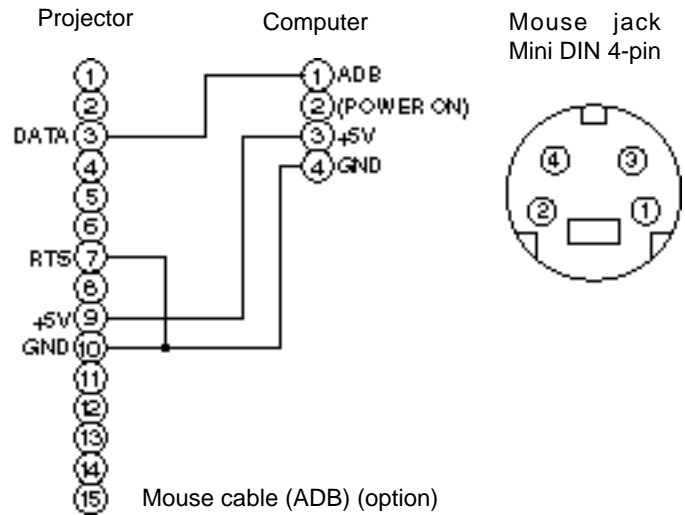 Projector
Computer
Mouse jack
Mini DIN 4-pin
1
2
DATA 3
4
5
6
RTS 7
8
+5V 9
GND 10
11
12
13
14
15
1 ADB
2 (POWER ON)
3 +5V
4 GND
4 3
2 1
Mouse cable (ADB) (option)